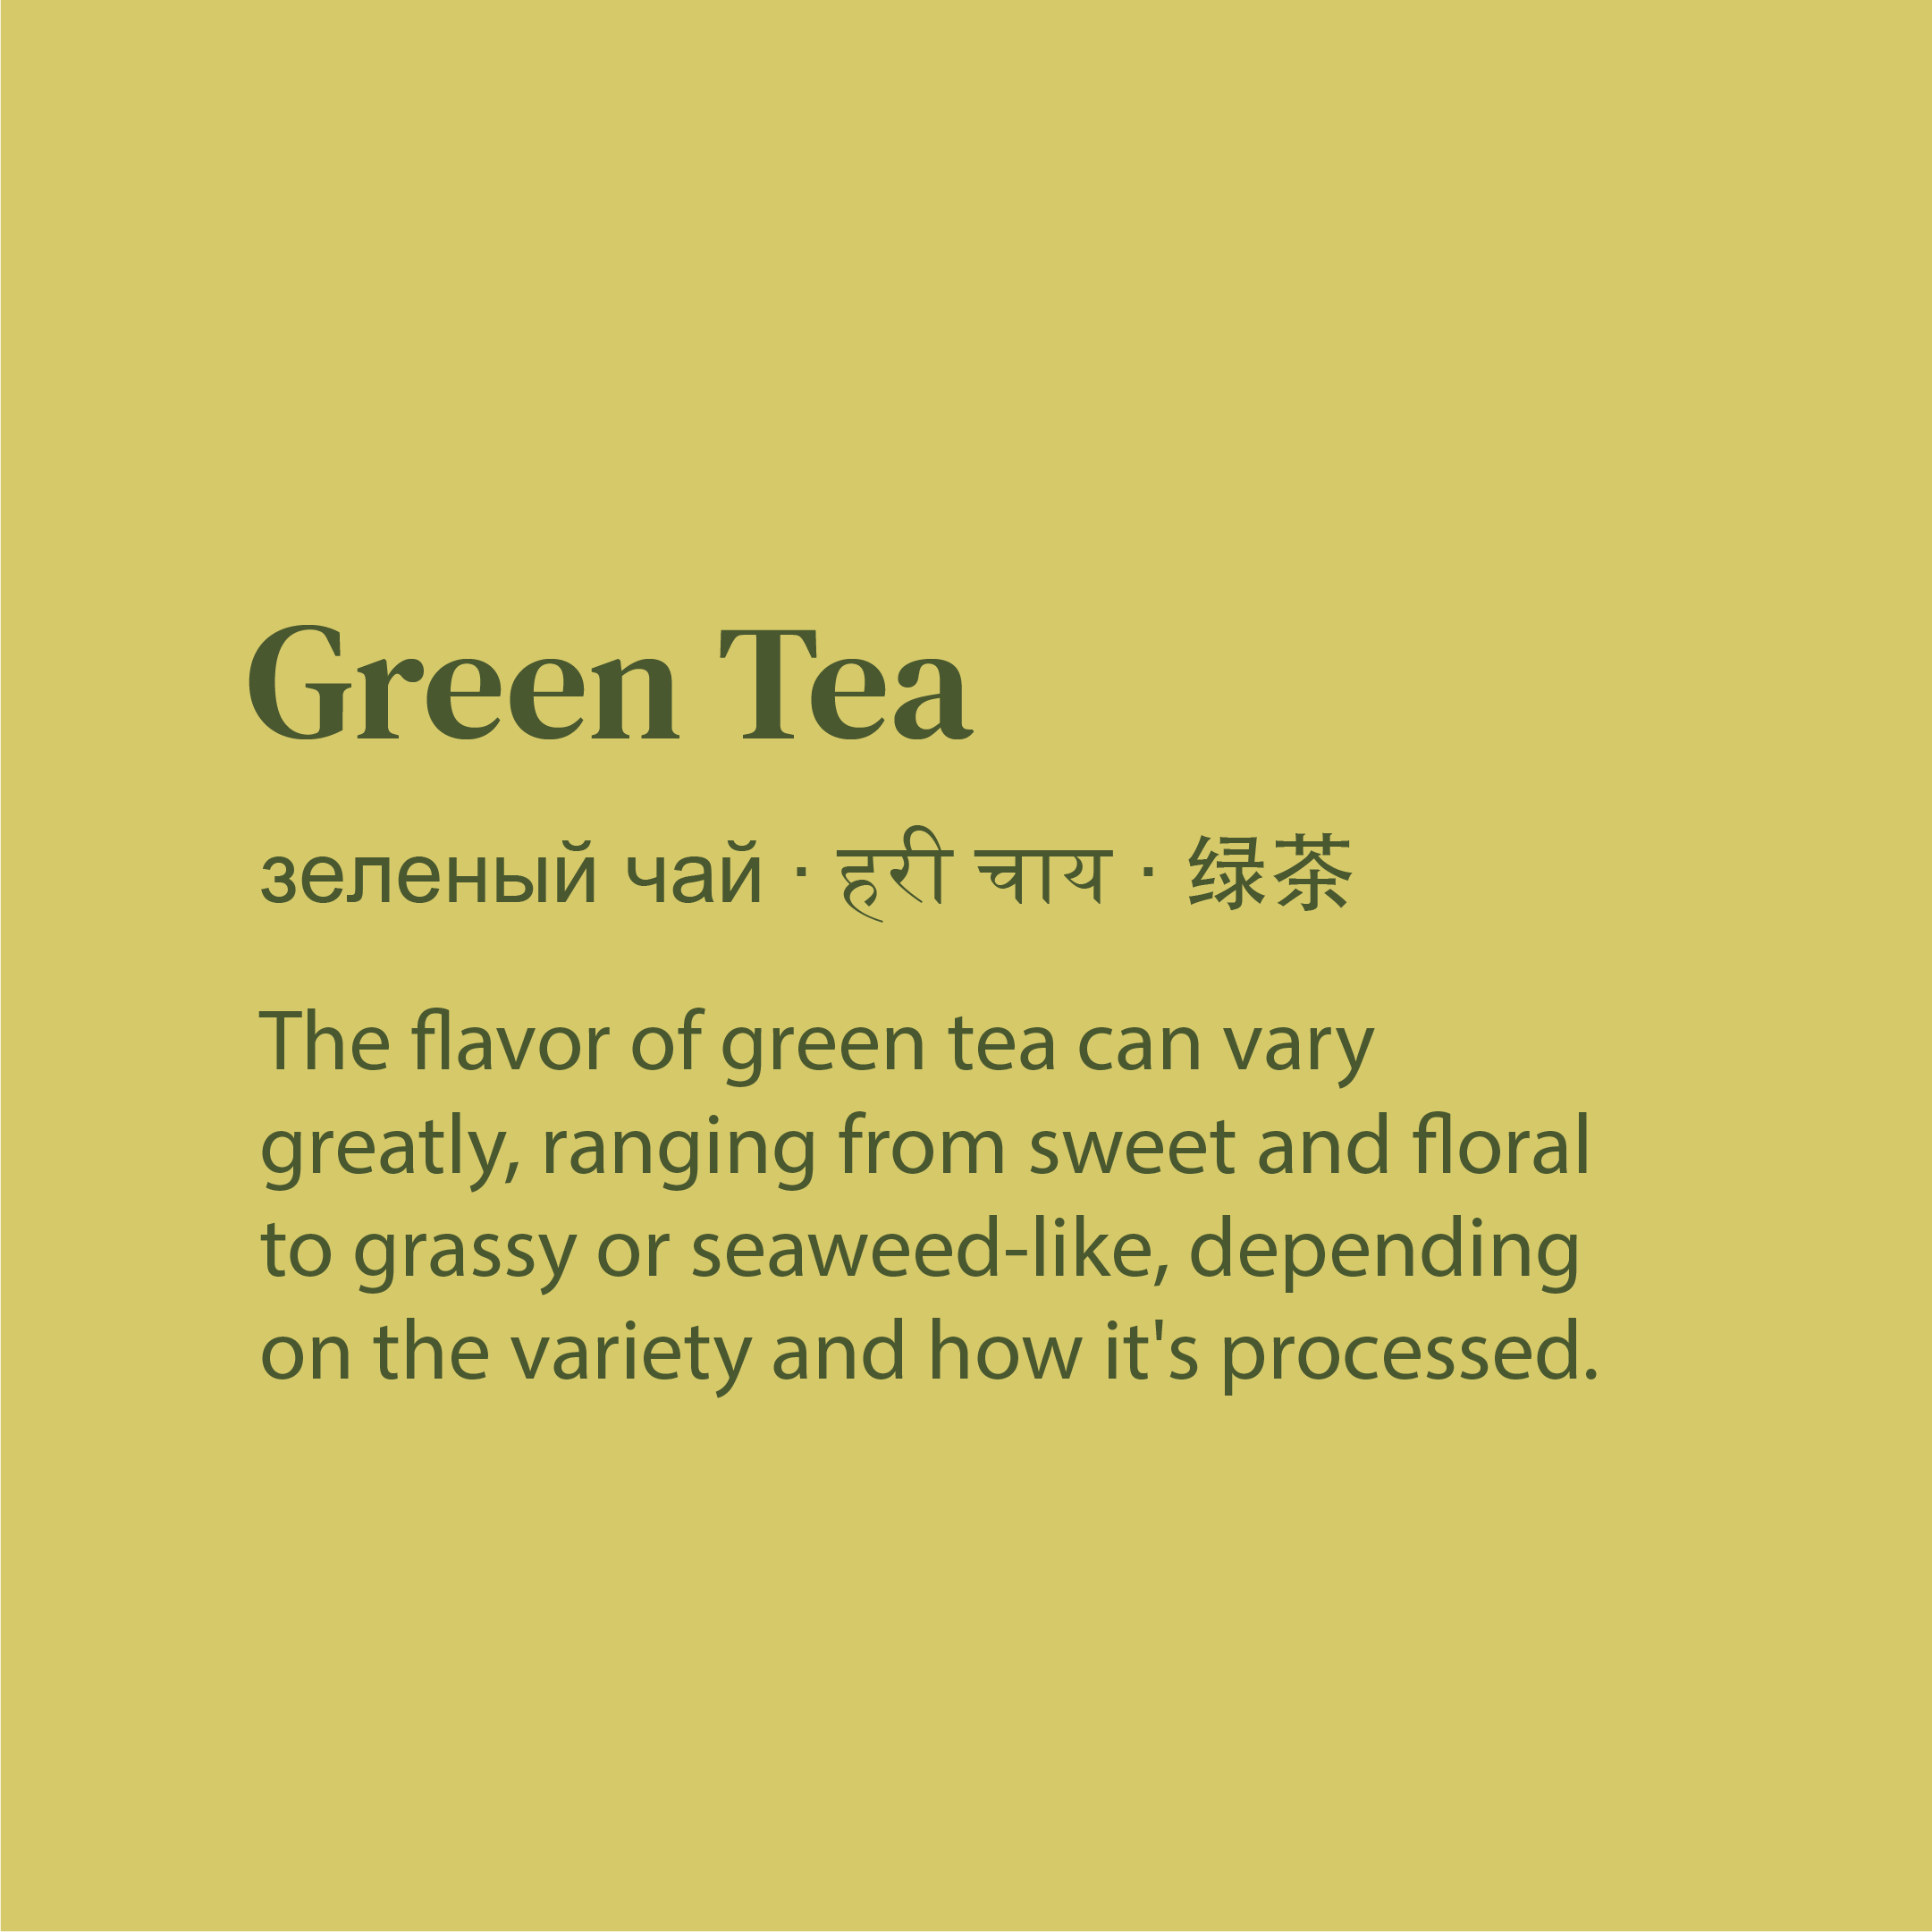 Green Tea
зеленый чай · हरी चाय · 绿茶
The flavor of green tea can vary
greatly, ranging from sweet and floral
to grassy or seaweed-like, depending
on the variety and how it's processed.